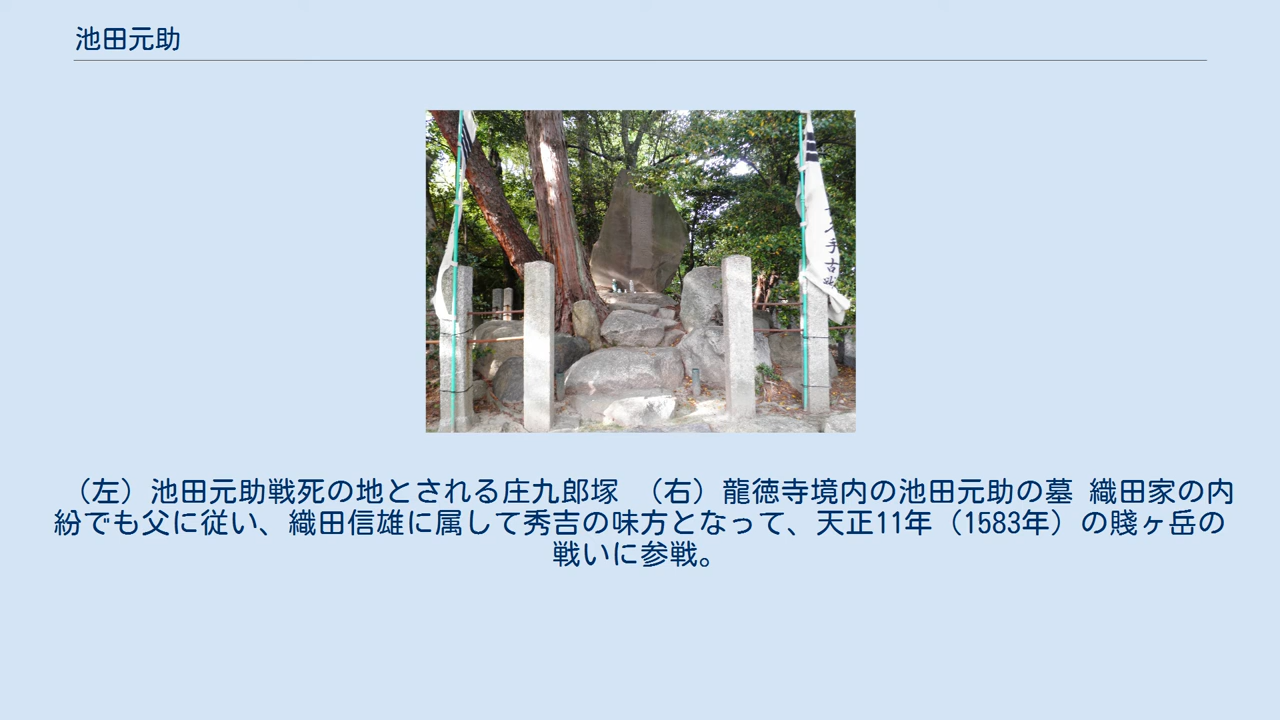 池田元助
手古
（左）池田元助戦死の地とされる庄九郎塚 （右）龍徳寺境内の池田元助の墓 織田家の内
紛でも父に従い、織田信雄に属して秀吉の味方となって、天正11年（1583年）の賤ヶ岳の
戦いに参戦。